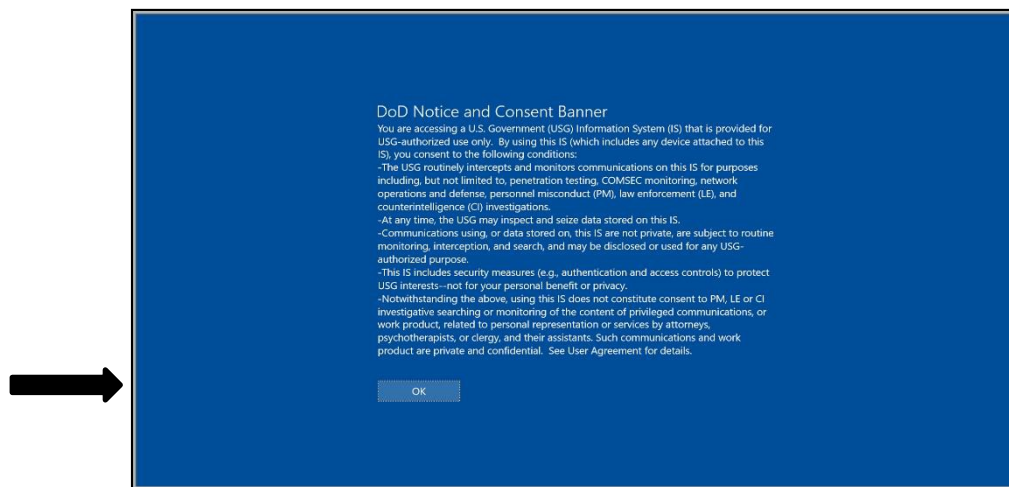 DoD Notice and Consent Banner
You are accessing a U.S. Government (USG) Information System (IS) that is provided for
USG-authorized use only.  By using this IS (which includes any device attached to this
IS), you consent to the following conditions:
-The USG routinely intercepts and monitors communications on this IS for purposes
including, but not limited to, penetration testing, COMSEC monitoring, network
operations and defense, personnel misconduct (PM), law enforcement (LE), and
counterintelligence (CI) investigations.
-At any time, the USG may inspect and seize data stored on this IS.
-Communications using, or data stored on, this IS are not private, are subject to routine
monitoring, interception, and search, and may be disclosed or used for any USG-
authorized purpose.
-This IS includes security measures (e.g., authentication and access controls) to protect
USG interests--not for your personal benefit or privacy.
-Notwithstanding the above, using this IS does not constitute consent to PM, LE or CI
investigative searching or monitoring of the content of privileged communications, or
work product, related to personal representation or services by attorneys,
psychotherapists, or clergy, and their assistants. Such communications and work
product are private and confidential.  See User Agreement for details.
OK